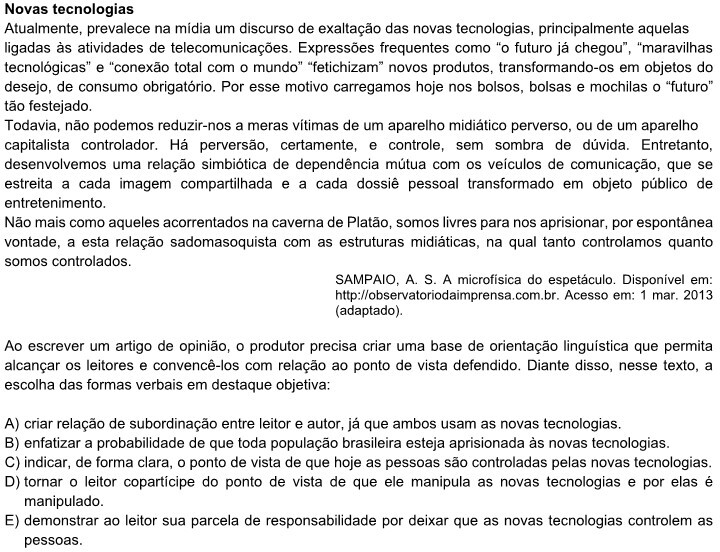 Novas tecnologias
Atualmente, prevalece na mídia um discurso de exaltação das novas tecnologias, principalmente aquelas
ligadas às atividades de telecomunicações. Expressões frequentes como “o futuro já chegou”, “maravilhas
tecnológicas” e “conexão total com o mundo” “fetichizam” novos produtos, transformando-os em objetos do
desejo, de consumo obrigatório. Por esse motivo carregamos hoje nos bolsos, bolsas e mochilas o “futuro”
tão festejado.
Todavia, não podemos reduzir-nos a meras vítimas de um aparelho midiático perverso, ou de um aparelho
capitalista controlador. Há perversão, certamente, e controle, sem sombra de dúvida. Entretanto,
desenvolvemos uma relação simbiótica de dependência mútua com os veículos de comunicação, que se
estreita a cada imagem compartilhada e a cada dossiê pessoal transformado em objeto público de
entretenimento.
Não mais como aqueles acorrentados na caverna de Platão, somos livres para nos aprisionar, por espontânea
vontade, a esta relação sadomasoquista com as estruturas midiáticas, na qual tanto controlamos quanto
somos controlados.
SAMPAIO, A. S. A microfísica do espetáculo. Disponível em:
http://observatoriodaimprensa.com.br. Acesso em: 1 mar. 2013
(adaptado).
Ao escrever um artigo de opinião, o produtor precisa criar uma base de orientação linguística que permita
alcançar os leitores e convencê-los com relação ao ponto de vista defendido. Diante disso, nesse texto, a
escolha das formas verbais em destaque objetiva:
A) criar relação de subordinação entre leitor e autor, já que ambos usam as novas tecnologias.
B) enfatizar a probabilidade de que toda população brasileira esteja aprisionada às novas tecnologias.
C) indicar, de forma clara, o ponto de vista de que hoje as pessoas são controladas pelas novas tecnologias.
D) tornar o leitor copartícipe do ponto de vista de que ele manipula as novas tecnologias e por elas é
manipulado.
E) demonstrar ao leitor sua parcela de responsabilidade por deixar que as novas tecnologias controlem as
pessoas.